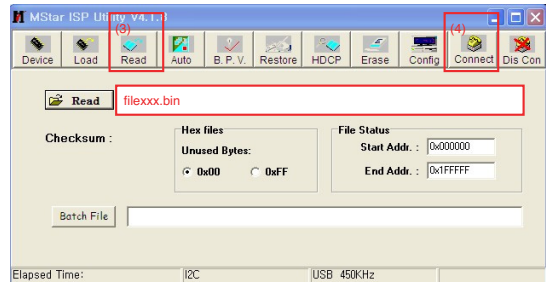 MStar ISP Utility V4.1.3
(3)
(4)
Device Load Read Auto B. P. V. Restore HDCP Erase Config Connect Dis Con
Read filexxx.bin
Checksum :
Hex files
Unused Bytes:
0x00 0xFF
File Status
Start Addr. : 0x000000
End Addr. : 0x1FFFFF
Batch File
Elapsed Time: I2C USB 450KHz